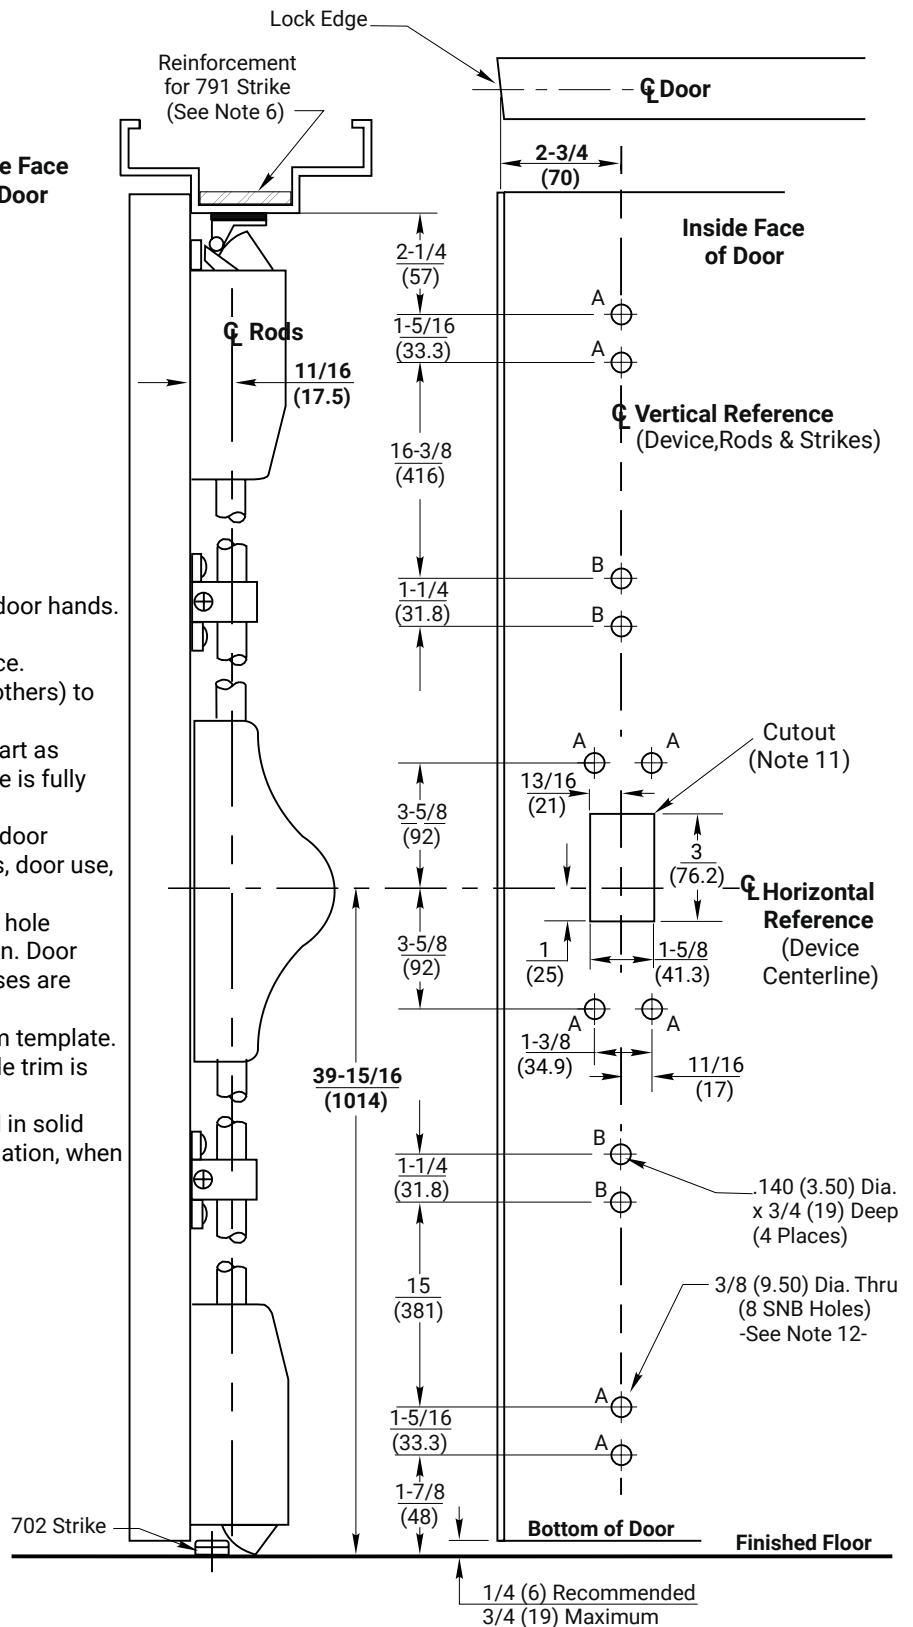 Lock Edge
Reinforcement
for 791 Strike
(See Note 6)
℄ Door
e Face
Door
2-3/4
(70)
Inside Face
of Door
2-1/4
(57)
A
1-5/16
(33.3)
A
℄ Rods
11/16
(17.5)
℄ Vertical Reference
(Device,Rods & Strikes)
16-3/8
(416)
B
1-1/4
(31.8)
B
door hands.
ce.
others) to
art as
e is fully
door
s, door use,
hole
n. Door
ses are
n template.
le trim is
l in solid
ation, when
A
A
Cutout
(Note 11)
13/16
(21)
3-5/8
(92)
3
(76.2)
℄ Horizontal
Reference
(Device
Centerline)
3-5/8
(92)
1
(25)
1-5/8
(41.3)
A
A
1-3/8
(34.9)
11/16
(17)
39-15/16
(1014)
B
1-1/4
(31.8)
B
.140 (3.50) Dia.
x 3/4 (19) Deep
(4 Places)
15
(381)
3/8 (9.50) Dia. Thru
(8 SNB Holes)
-See Note 12-
A
1-5/16
(33.3)
A
1-7/8
(48)
702 Strike
Bottom of Door
Finished Floor
1/4 (6) Recommended
3/4 (19) Maximum